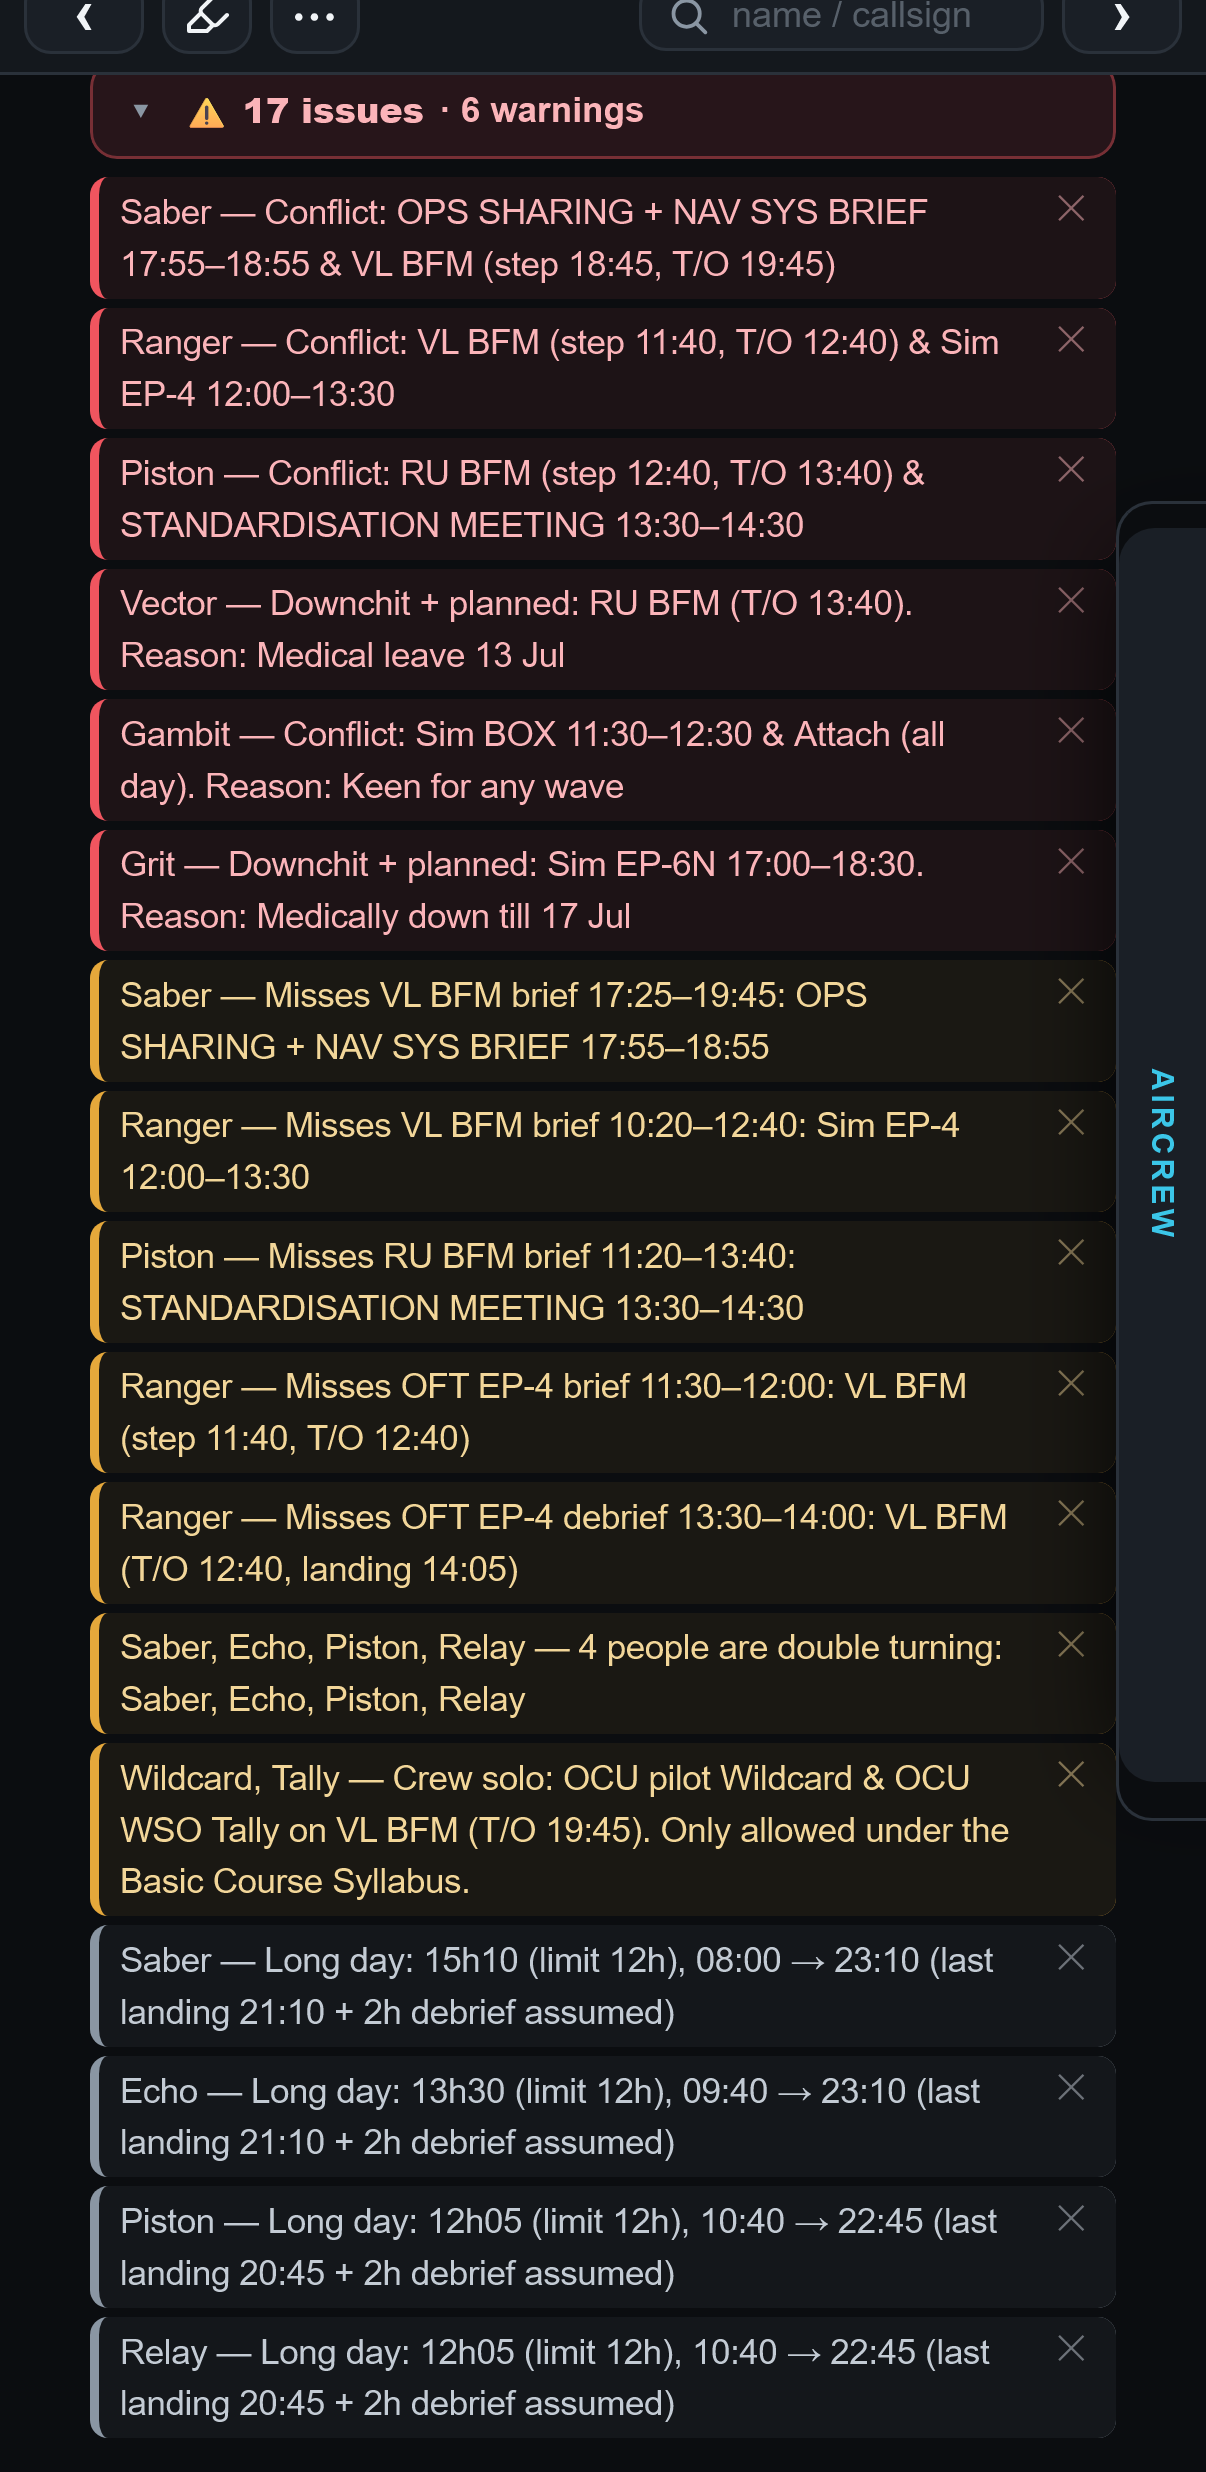 name / callsign
17 issues · 6 warnings
Saber — Conflict: OPS SHARING + NAV SYS BRIEF
17:55–18:55 & VL BFM (step 18:45, T/O 19:45)
Ranger — Conflict: VL BFM (step 11:40, T/O 12:40) & Sim
EP-4 12:00–13:30
Piston — Conflict: RU BFM (step 12:40, T/O 13:40) &
STANDARDISATION MEETING 13:30–14:30
Vector — Downchit + planned: RU BFM (T/O 13:40).
Reason: Medical leave 13 Jul
Gambit — Conflict: Sim BOX 11:30–12:30 & Attach (all
day). Reason: Keen for any wave
Grit — Downchit + planned: Sim EP-6N 17:00–18:30.
Reason: Medically down till 17 Jul
Saber — Misses VL BFM brief 17:25–19:45: OPS
SHARING + NAV SYS BRIEF 17:55–18:55
Ranger — Misses VL BFM brief 10:20–12:40: Sim EP-4
12:00–13:30
Piston — Misses RU BFM brief 11:20–13:40:
STANDARDISATION MEETING 13:30–14:30
Ranger — Misses OFT EP-4 brief 11:30–12:00: VL BFM
(step 11:40, T/O 12:40)
Ranger — Misses OFT EP-4 debrief 13:30–14:00: VL BFM
(T/O 12:40, landing 14:05)
Saber, Echo, Piston, Relay — 4 people are double turning:
Saber, Echo, Piston, Relay
Wildcard, Tally — Crew solo: OCU pilot Wildcard & OCU
WSO Tally on VL BFM (T/O 19:45). Only allowed under the
Basic Course Syllabus.
Saber — Long day: 15h10 (limit 12h), 08:00 → 23:10 (last
landing 21:10 + 2h debrief assumed)
Echo — Long day: 13h30 (limit 12h), 09:40 → 23:10 (last
landing 21:10 + 2h debrief assumed)
Piston — Long day: 12h05 (limit 12h), 10:40 → 22:45 (last
landing 20:45 + 2h debrief assumed)
Relay — Long day: 12h05 (limit 12h), 10:40 → 22:45 (last
landing 20:45 + 2h debrief assumed)
AIRCREW